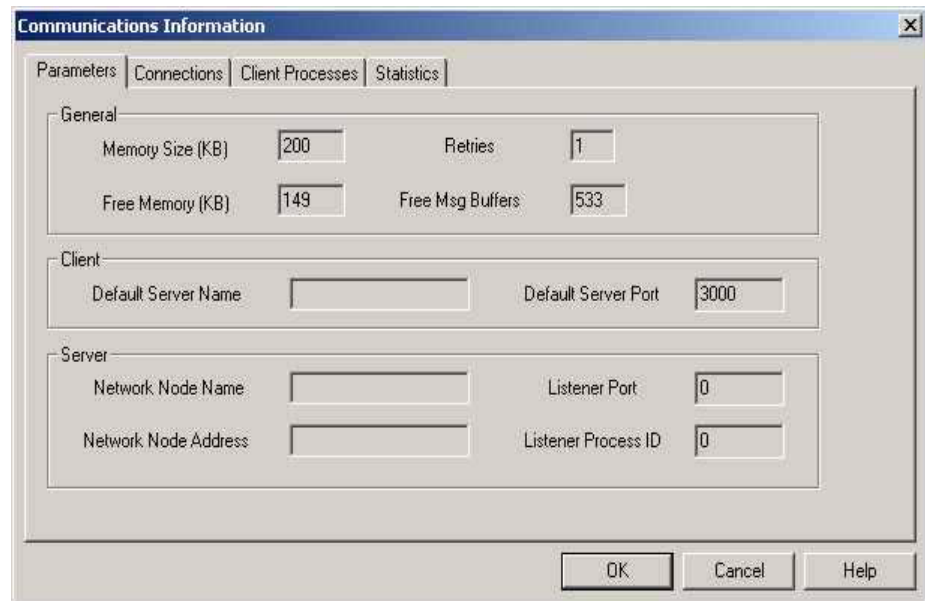 Communications Information
Parameters Connections Client Processes Statistics
General
Memory Size (KB) 200 Retries 1
Free Memory (KB) 149 Free Msg Buffers 533
Client
Default Server Name Default Server Port 3000
Server
Network Node Name Listener Port 0
Network Node Address Listener Process ID 0
OK Cancel Help